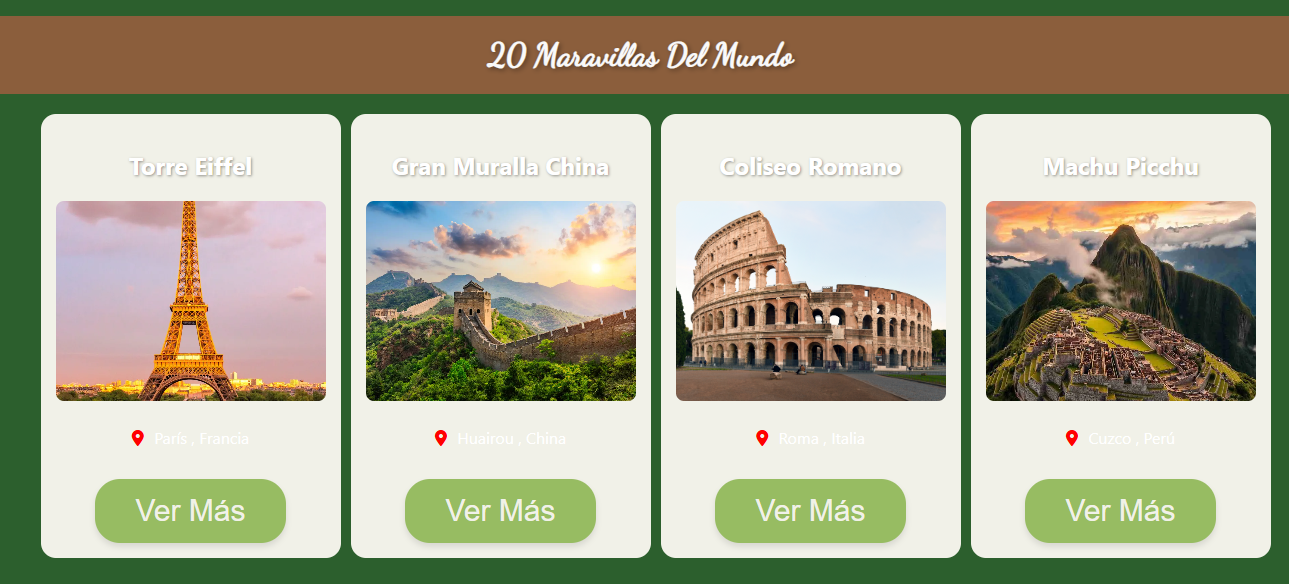 20 Maravillas Del Mundo
Torre Eiffel
Gran Muralla China
Coliseo Romano
Machu Picchu
París , Francia
Huairou , China
Roma , Italia
Cuzco , Perú
Ver Más
Ver Más
Ver Más
Ver Más